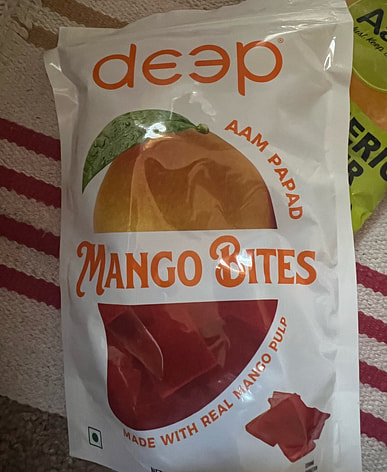 deep
AAM PAPAD
MANGO BITES
MADE WITH REAL MANGO PULP